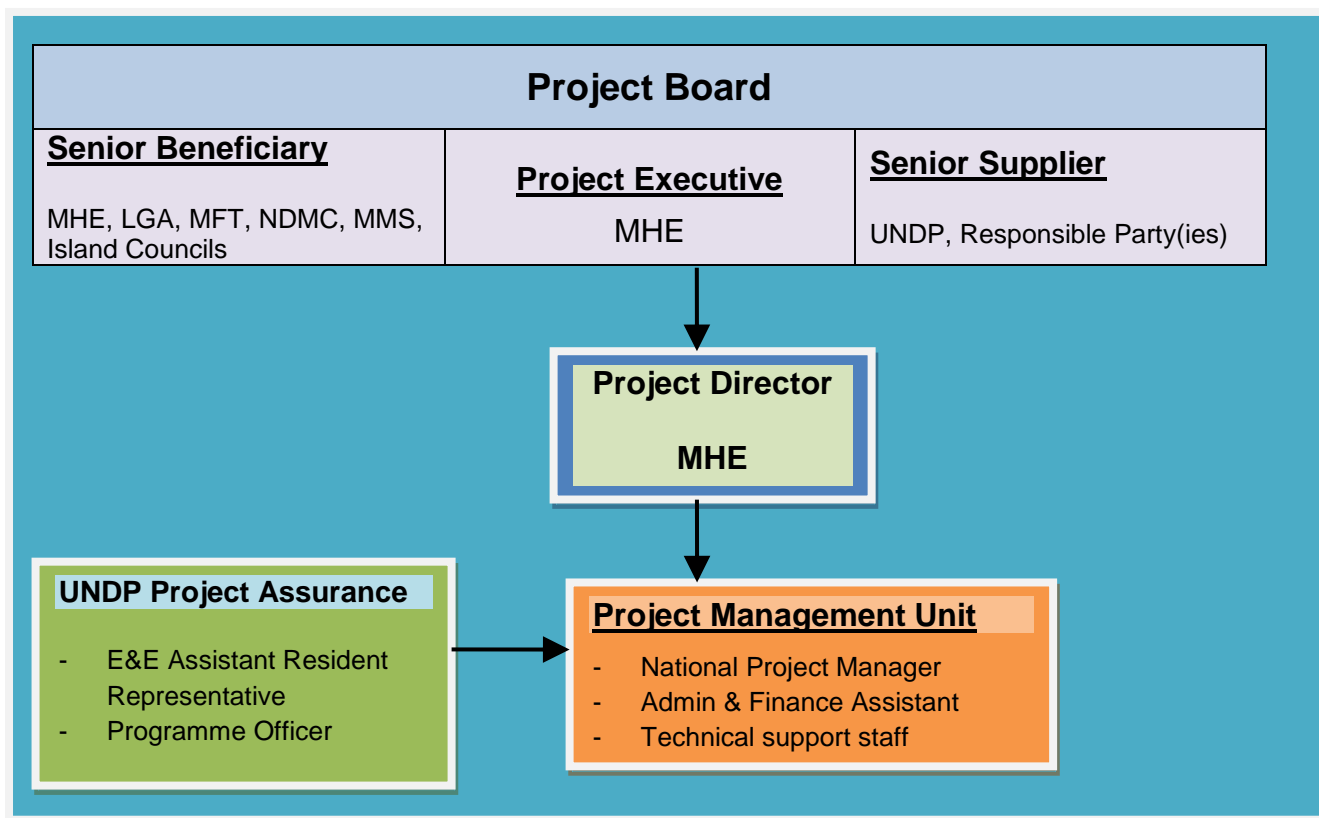 Project Board
Senior Beneficiary
MHE, LGA, MFT, NDMC, MMS,
Island Councils
Project Executive
MHE
Senior Supplier
UNDP, Responsible Party(ies)
Project Director
MHE
UNDP Project Assurance
- E&E Assistant Resident
Representative
- Programme Officer
Project Management Unit
- National Project Manager
- Admin & Finance Assistant
- Technical support staff